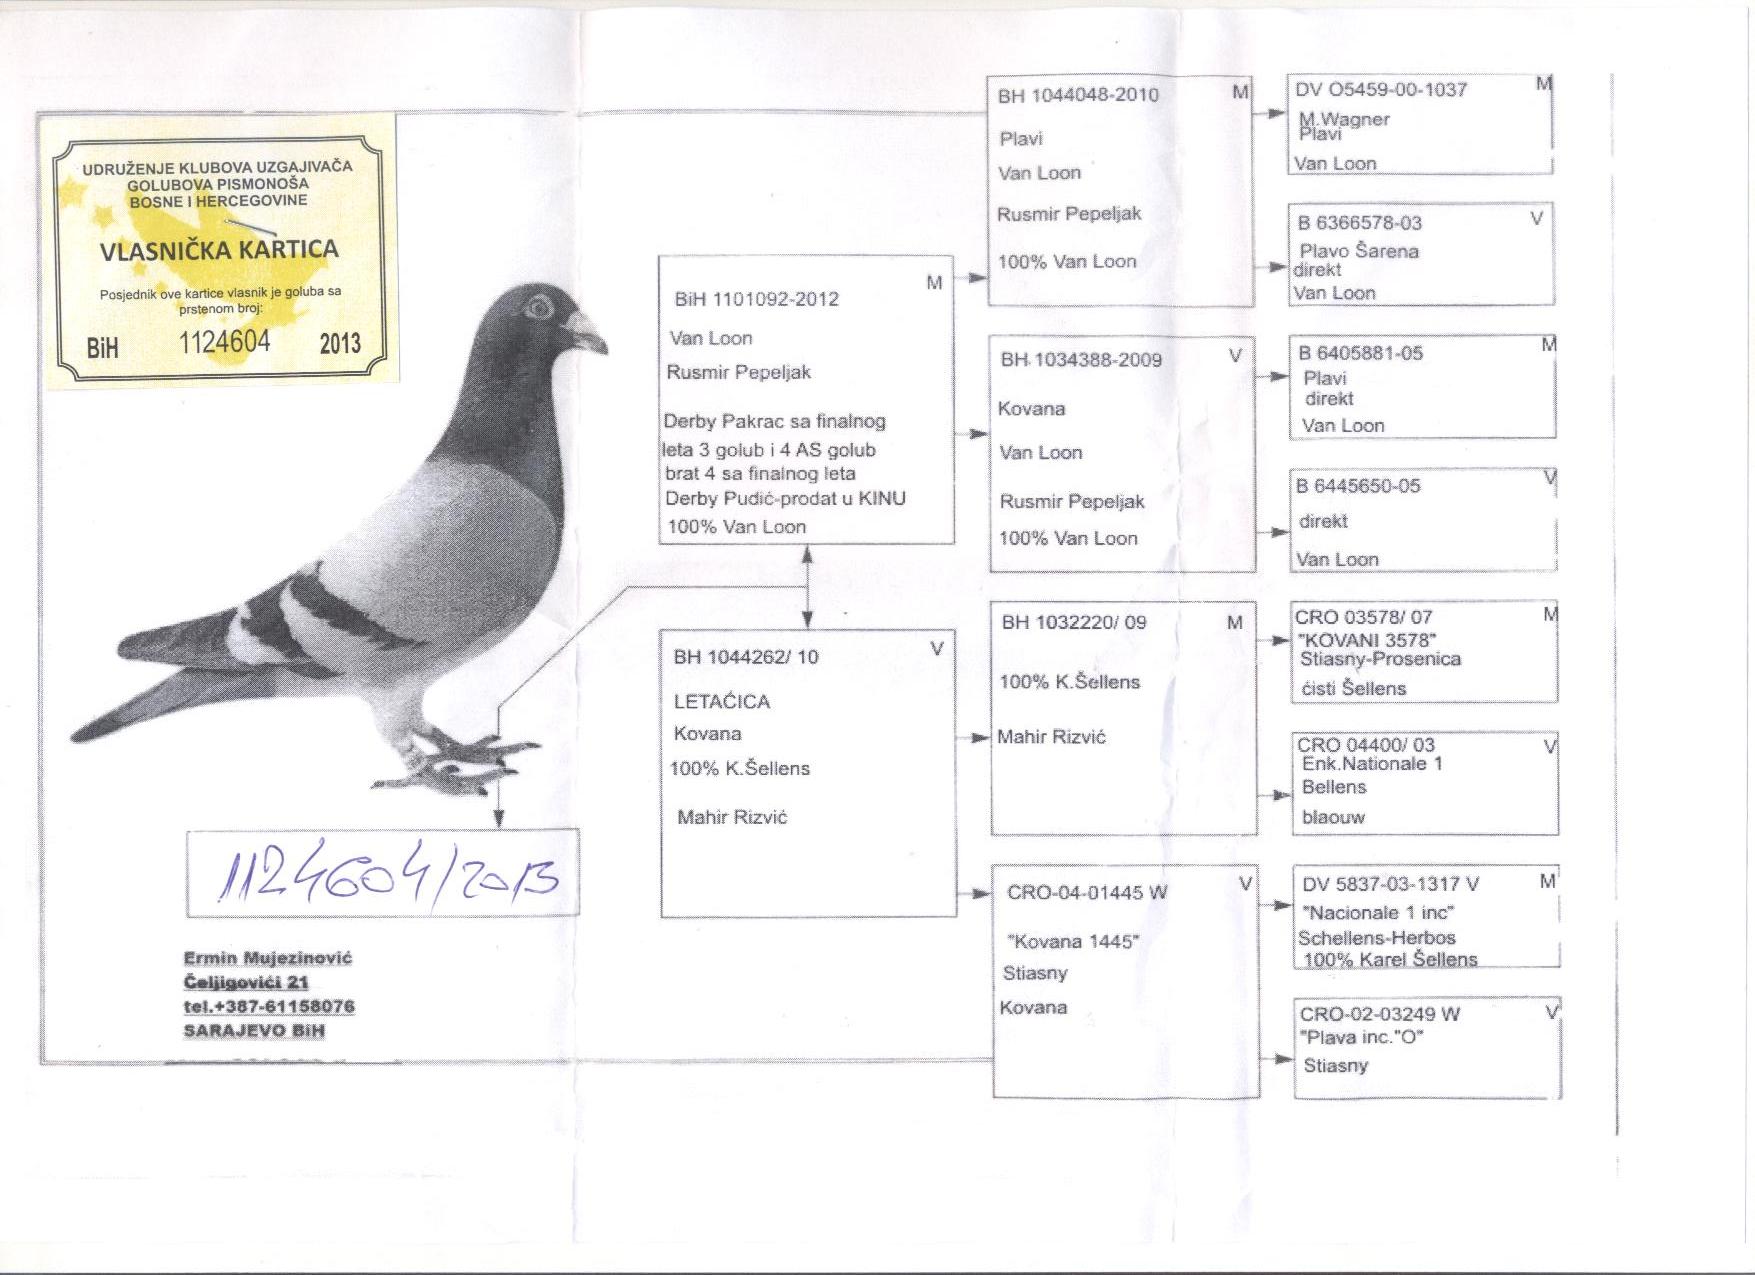 UDRUŽENJE KLUBOVA UZGAJIVAČA
GOLUBOVA PISMONOŠA
BOSNE I HERCEGOVINE
VLASNIČKA KARTICA
Posjednik ove kartice vlasnik je goluba sa
prstenom broj:
BiH 1124604 2013
1124604/2013
Ermin Mujezinović
Čeljigovići 21
tel.+387-61158076
SARAJEVO BiH
BiH 1101092-2012 M
Van Loon
Rusmir Pepeljak
Derby Pakrac sa finalnog
leta 3 golub i 4 AS golub
brat 4 sa finalnog leta
Derby Pudić-prodat u KINU
100% Van Loon
BH 1044262/ 10 V
LETAĆICA
Kovana
100% K.Šellens
Mahir Rizvić
BH 1044048-2010 M
Plavi
Van Loon
Rusmir Pepeljak
100% Van Loon
BH 1034388-2009 V
Kovana
Van Loon
Rusmir Pepeljak
100% Van Loon
BH 1032220/ 09 M
100% K.Šellens
Mahir Rizvić
CRO-04-01445 W V
"Kovana 1445"
Stiasny
Kovana
DV O5459-00-1037 M
M.Wagner
Plavi
Van Loon
B 6366578-03 V
Plavo Šarena
direkt
Van Loon
B 6405881-05 M
Plavi
direkt
Van Loon
B 6445650-05 V
direkt
Van Loon
CRO 03578/ 07 M
"KOVANI 3578"
Stiasny-Prosenica
ćisti Šellens
CRO 04400/ 03 V
Enk.Nationale 1
Bellens
blaouw
DV 5837-03-1317 V M
"Nacionale 1 inc"
Schellens-Herbos
100% Karel Šellens
CRO-02-03249 W V
"Plava inc."O"
Stiasny